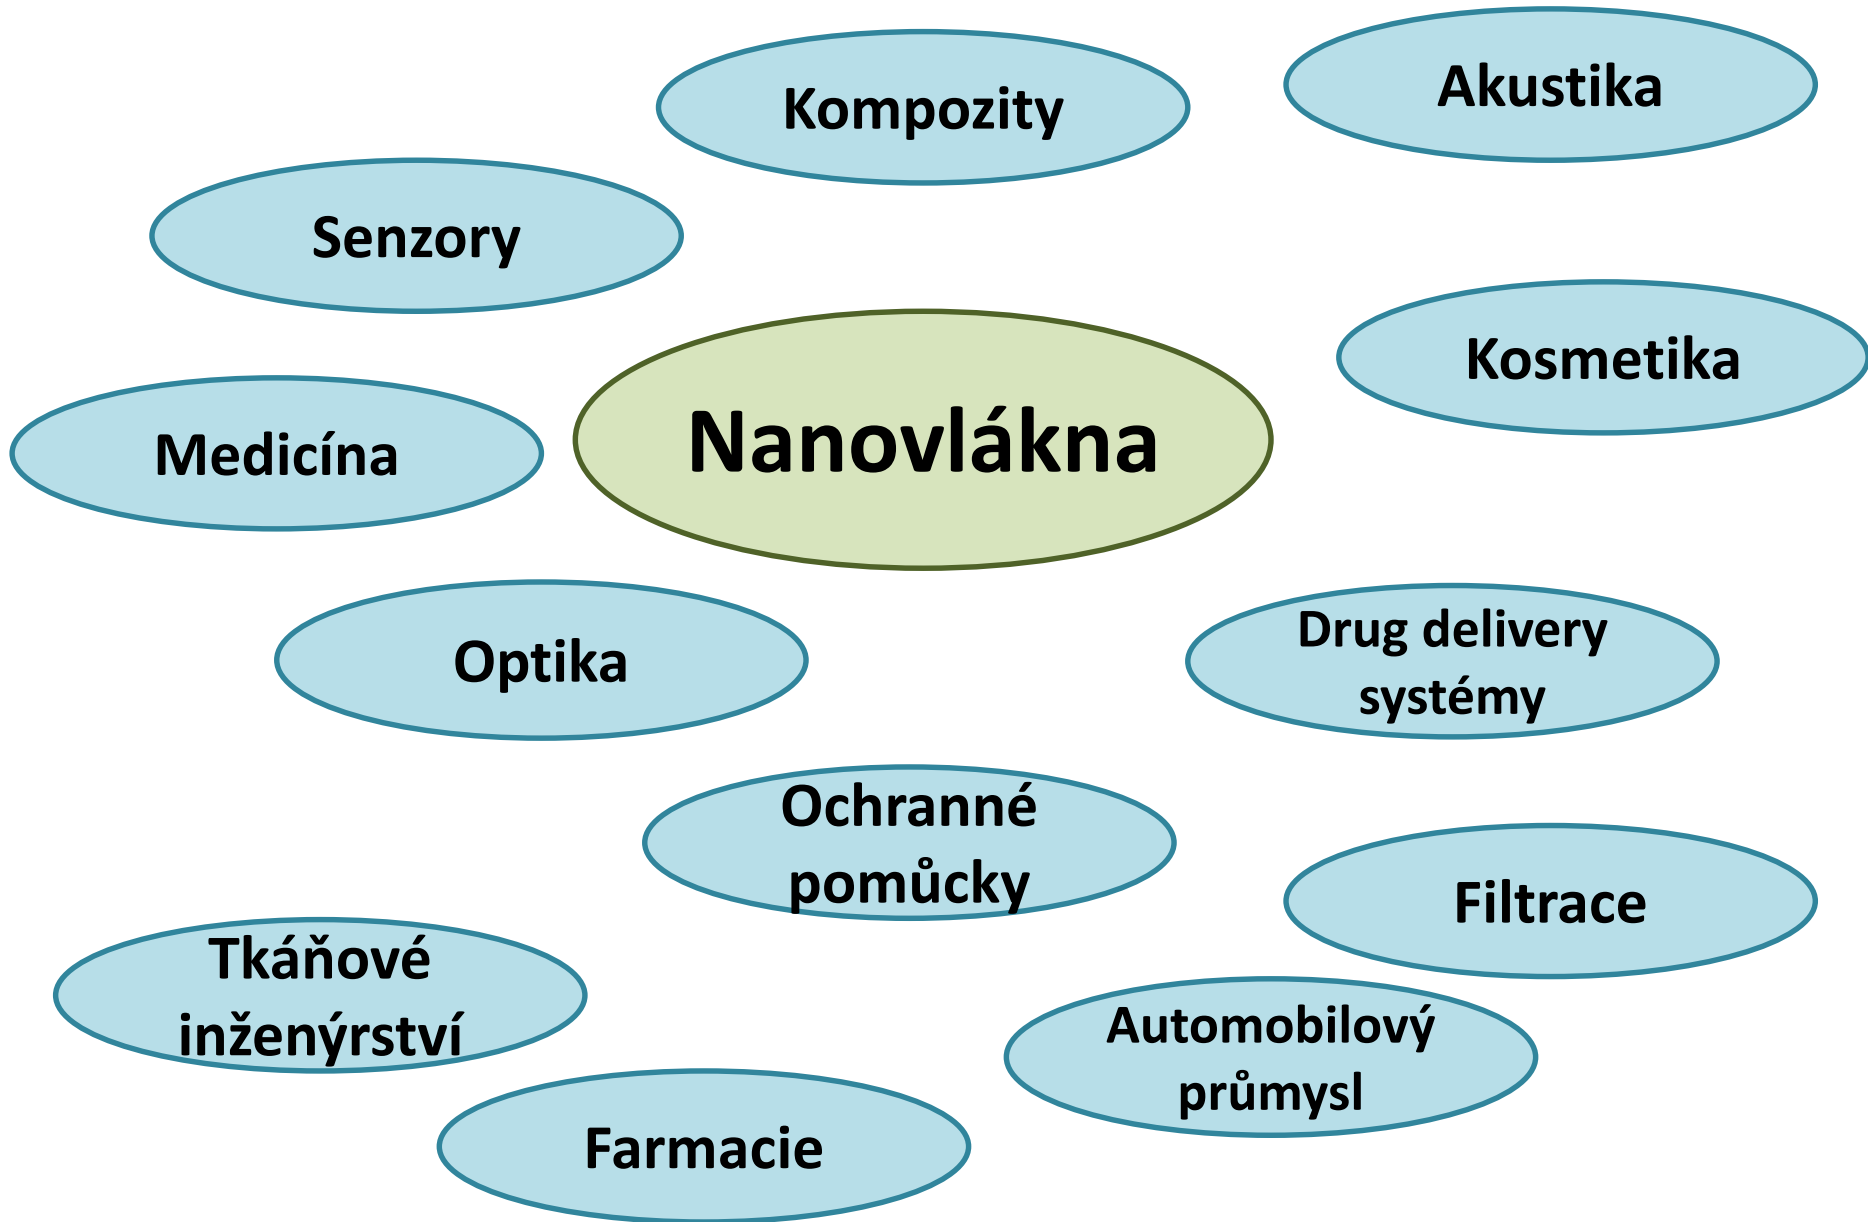 Akustika
Kompozity
Senzory
Kosmetika
Nanovlákna
Medicína
Optika
Drug delivery
systémy
Ochranné
pomůcky
Filtrace
Tkáňové
inženýrství
Automobilový
průmysl
Farmacie